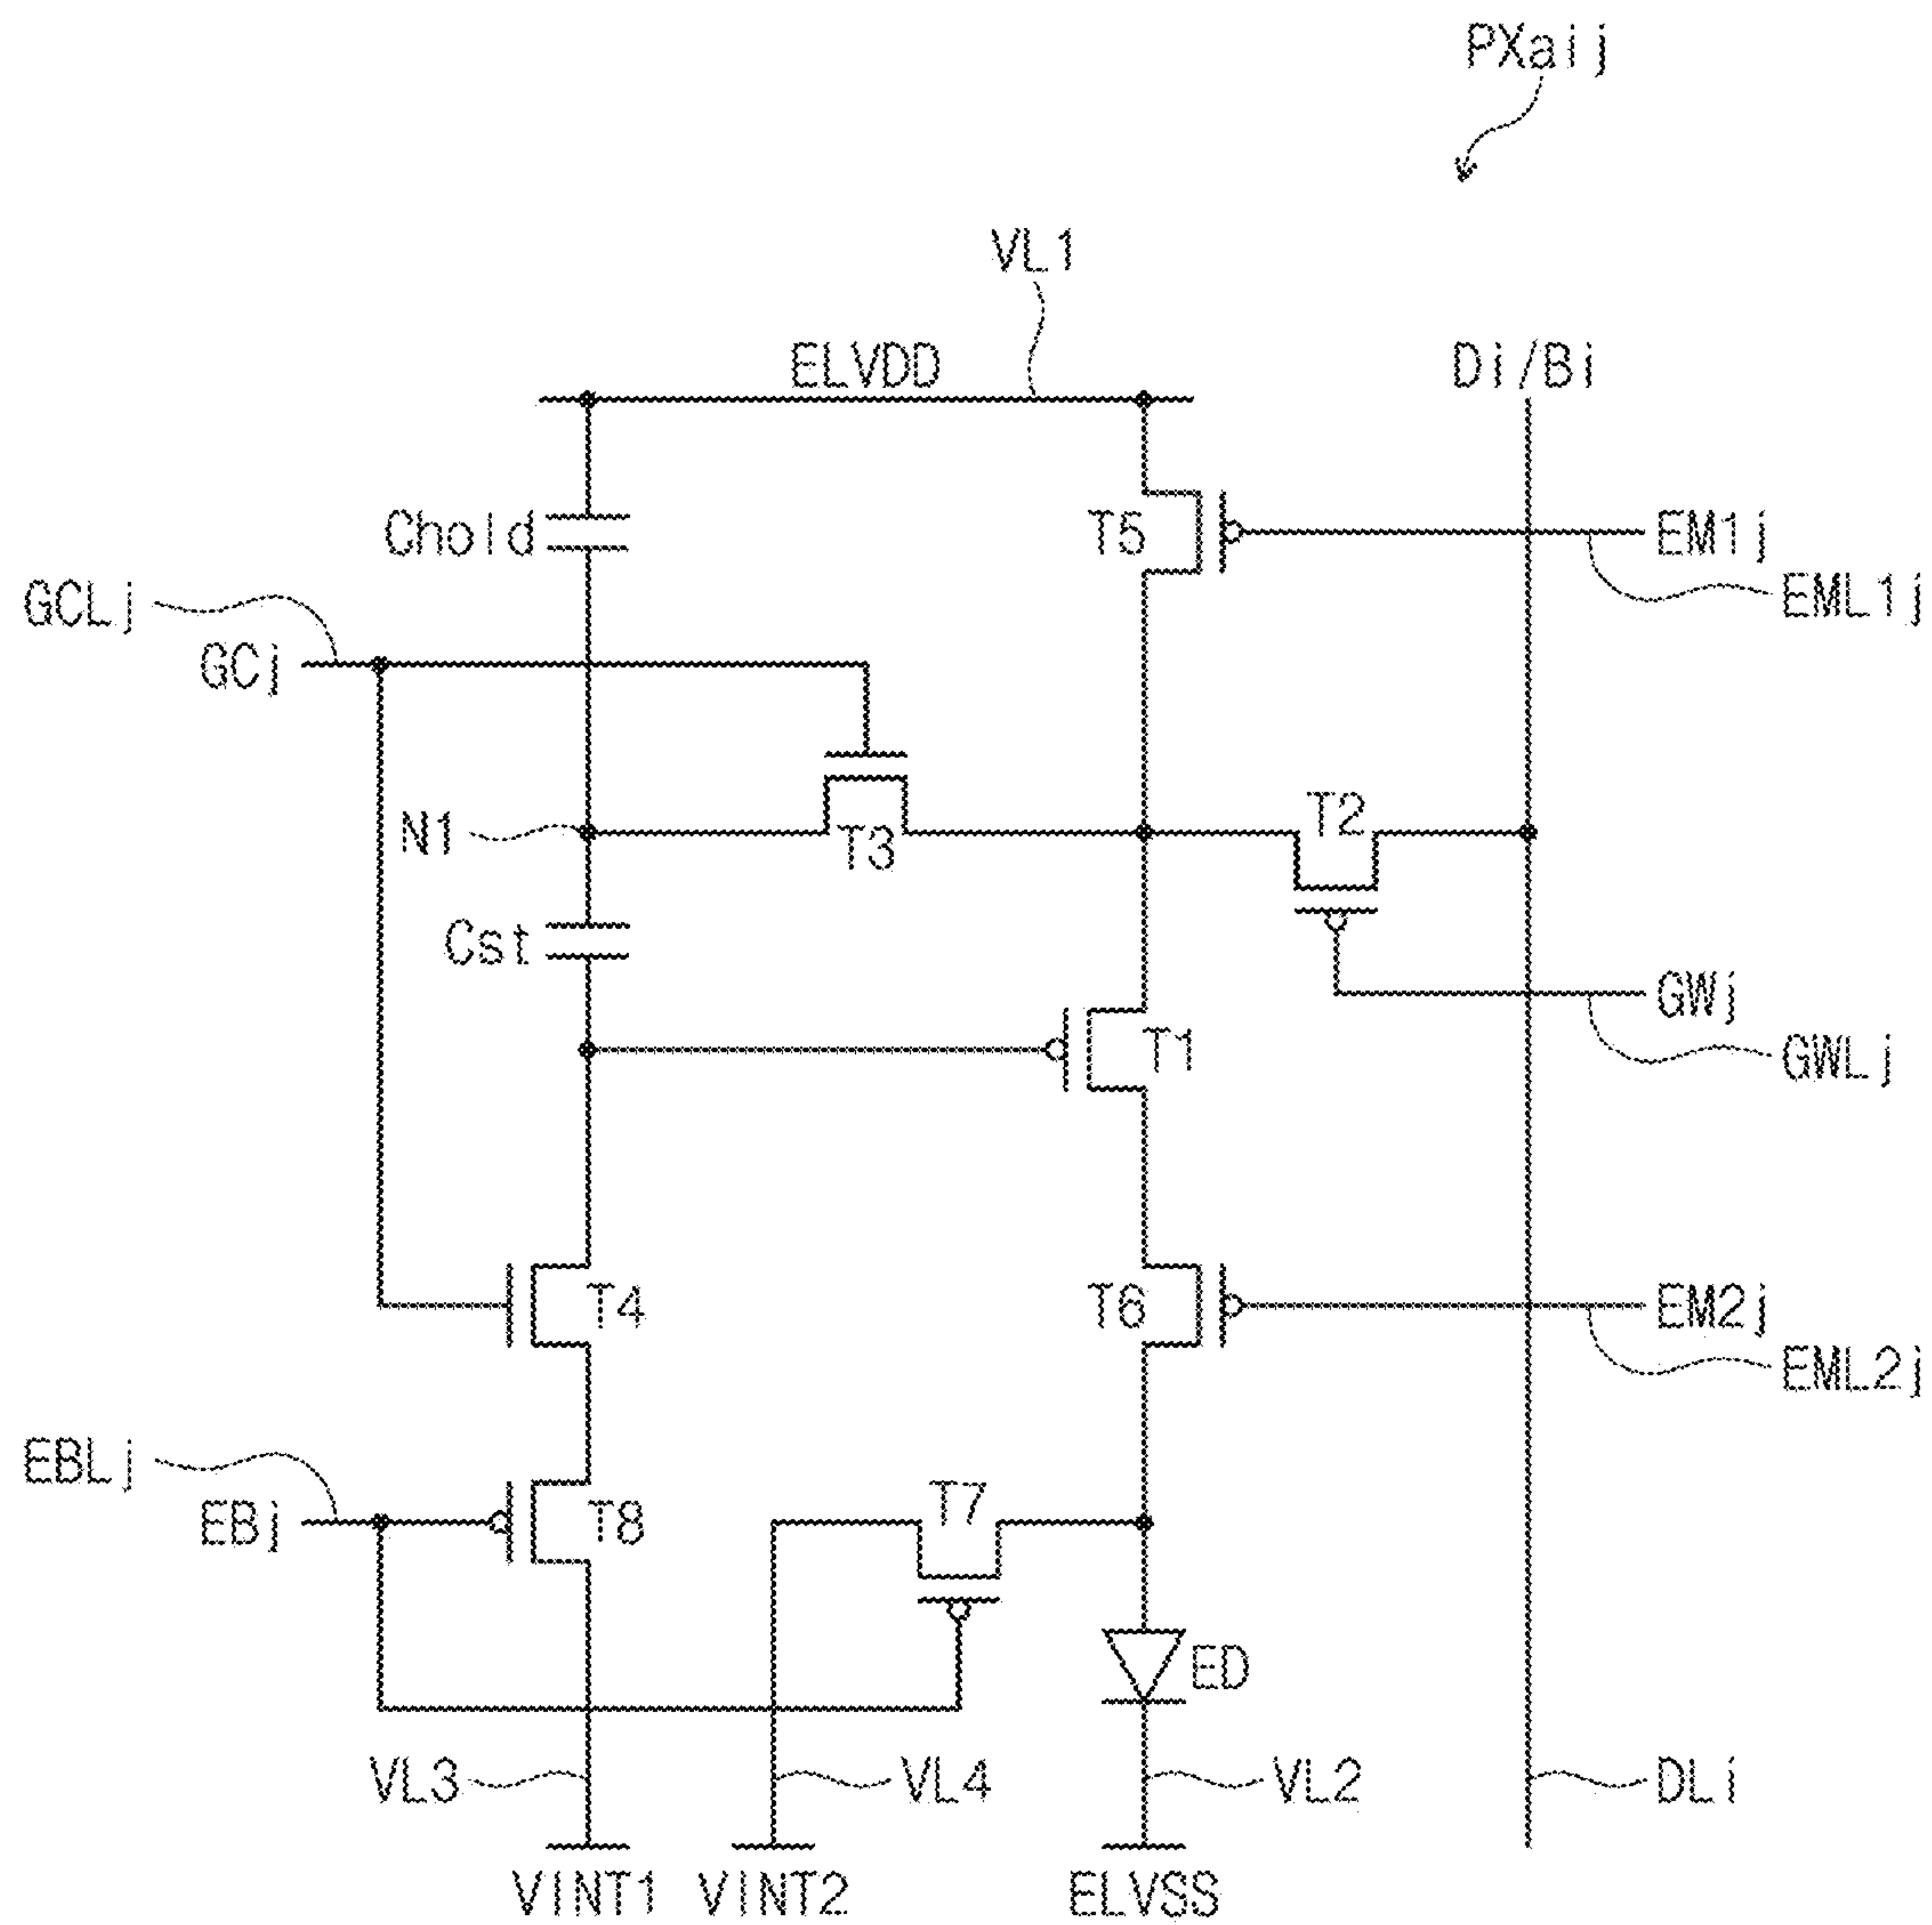 PXaij
VL1
ELVDD
Di/Bi
Chold
T5
EM1j
EML1j
GCLj
GCj
N1
T3
T2
Cst
T1
GWj
GWLj
T4
T6
EM2j
EML2j
EBLj
EBj
T8
T7
ED
VL3
VL4
VL2
DLi
VINT1
VINT2
ELVSS